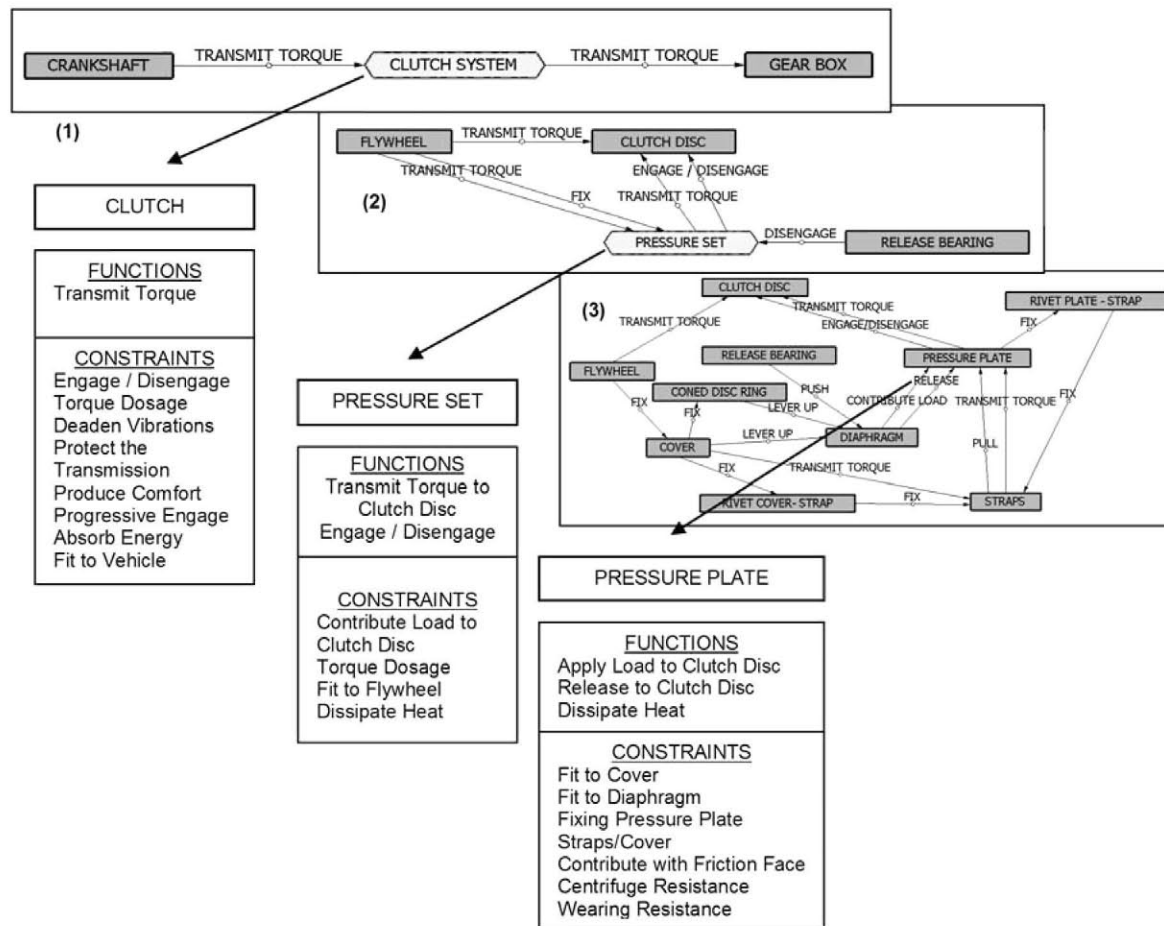 TRANSMIT TORQUE
TRANSMIT TORQUE
CRANKSHAFT
CLUTCH SYSTEM
GEAR BOX
(1)
TRANSMIT TORQUE
FLYWHEEL
CLUTCH DISC
TRANSMIT TORQUE
ENGAGE / DISENGAGE
FIX
TRANSMIT TORQUE
(2)
PRESSURE SET
DISENGAGE
RELEASE BEARING
CLUTCH
FUNCTIONS
Transmit Torque
CONSTRAINTS
Engage / Disengage
Torque Dosage
Deaden Vibrations
Protect the
Transmission
Produce Comfort
Progressive Engage
Absorb Energy
Fit to Vehicle
(3)
CLUTCH DISC
RIVET PLATE - STRAP
TRANSMIT TORQUE
TRANSMIT TORQUE
ENGAGE/DISENGAGE
FIX
RELEASE BEARING
PRESSURE PLATE
FLYWHEEL
CONED DISC RING
PUSH
RELEASE
CONTRIBUTE LOAD
TRANSMIT TORQUE
FIX
FIX
FIX
LEVER UP
COVER
LEVER UP
DIAPHRAGM
PULL
FIX
TRANSMIT TORQUE
RIVET COVER- STRAP
FIX
STRAPS
PRESSURE SET
FUNCTIONS
Transmit Torque to
Clutch Disc
Engage / Disengage
CONSTRAINTS
Contribute Load to
Clutch Disc
Torque Dosage
Fit to Flywheel
Dissipate Heat
PRESSURE PLATE
FUNCTIONS
Apply Load to Clutch Disc
Release to Clutch Disc
Dissipate Heat
CONSTRAINTS
Fit to Cover
Fit to Diaphragm
Fixing Pressure Plate
Straps/Cover
Contribute with Friction Face
Centrifuge Resistance
Wearing Resistance